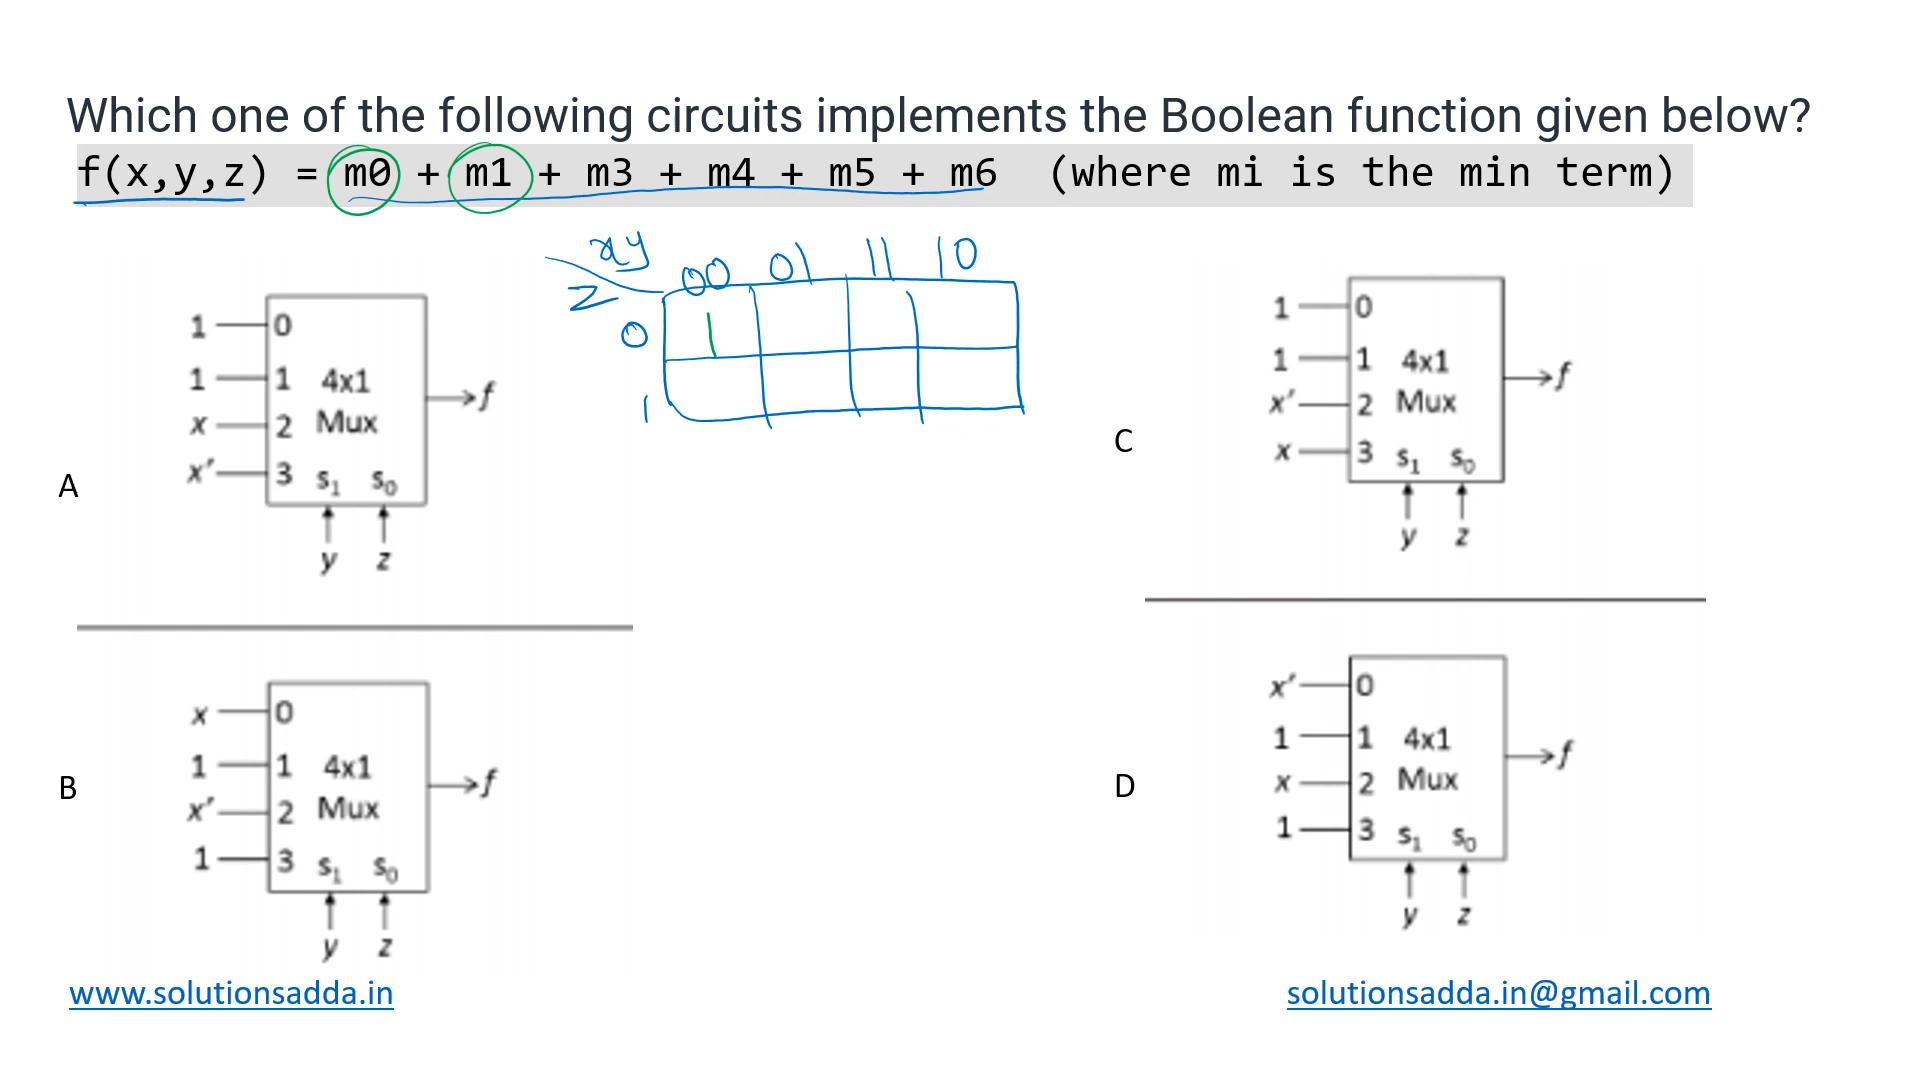 Which one of the following circuits implements the Boolean function given below?
f(x,y,z) = m0 + m1 + m3 + m4 + m5 + m6 (where mi is the min term)
xy
z
00 01 11 10
0 1
1
A
1 0
1 1 4x1
x 2 Mux
x′ 3 s1 s0
f
y z
B
x 0
1 1 4x1
x′ 2 Mux
1 3 s1 s0
f
y z
C
1 0
1 1 4x1
x′ 2 Mux
x 3 s1 s0
f
y z
D
x′ 0
1 1 4x1
x 2 Mux
1 3 s1 s0
f
y z
www.solutionsadda.in
solutionsadda.in@gmail.com